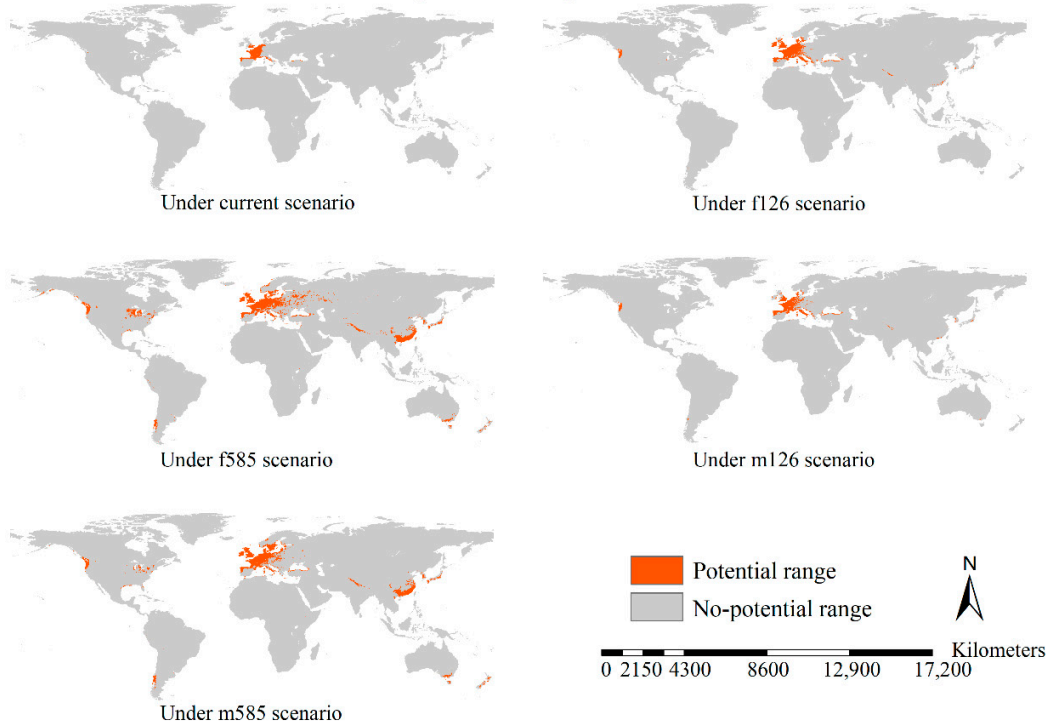 Under current scenario
Under f126 scenario
Under f585 scenario
Under m126 scenario
Under m585 scenario
Potential range
No-potential range
N
Kilometers
0 2150 4300 8600 12,900 17,200